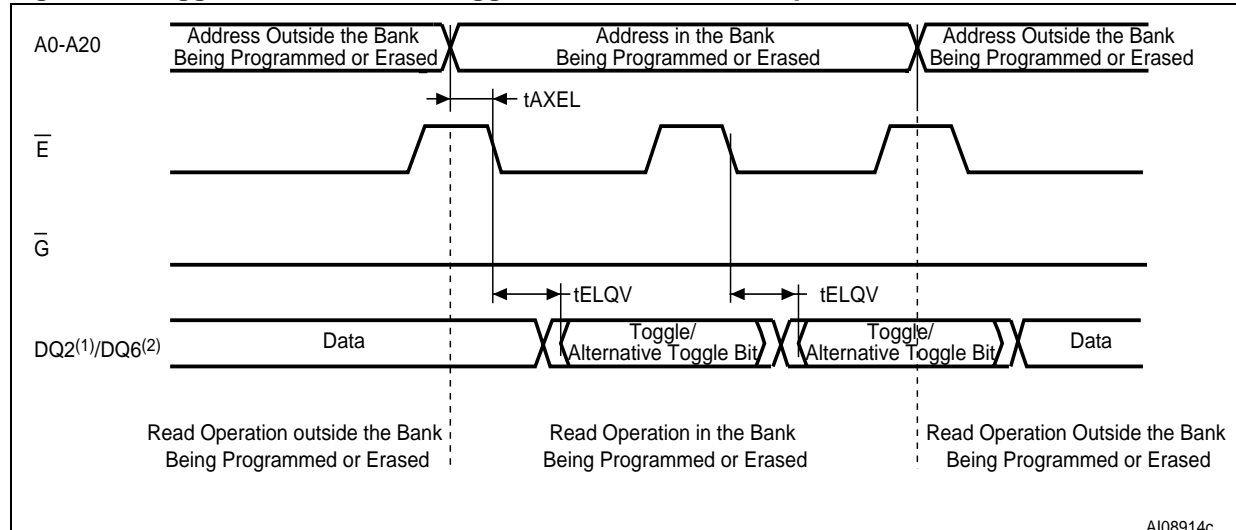 A0-A20
Address Outside the Bank
Being Programmed or Erased
Address in the Bank
Being Programmed or Erased
Address Outside the Bank
Being Programmed or Erased
tAXEL
E
G
tELQV
tELQV
DQ2(1)/DQ6(2)
Data
Toggle/
Alternative Toggle Bit
Toggle/
Alternative Toggle Bit
Data
Read Operation outside the Bank
Being Programmed or Erased
Read Operation in the Bank
Being Programmed or Erased
Read Operation Outside the Bank
Being Programmed or Erased
AI08914c